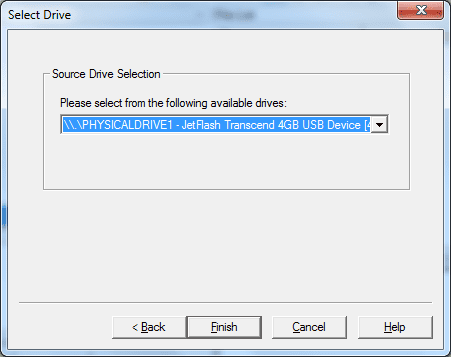 Select Drive
Source Drive Selection
Please select from the following available drives:
\\.\PHYSICALDRIVE1 - JetFlash Transcend 4GB USB Device [4
< Back
Finish
Cancel
Help